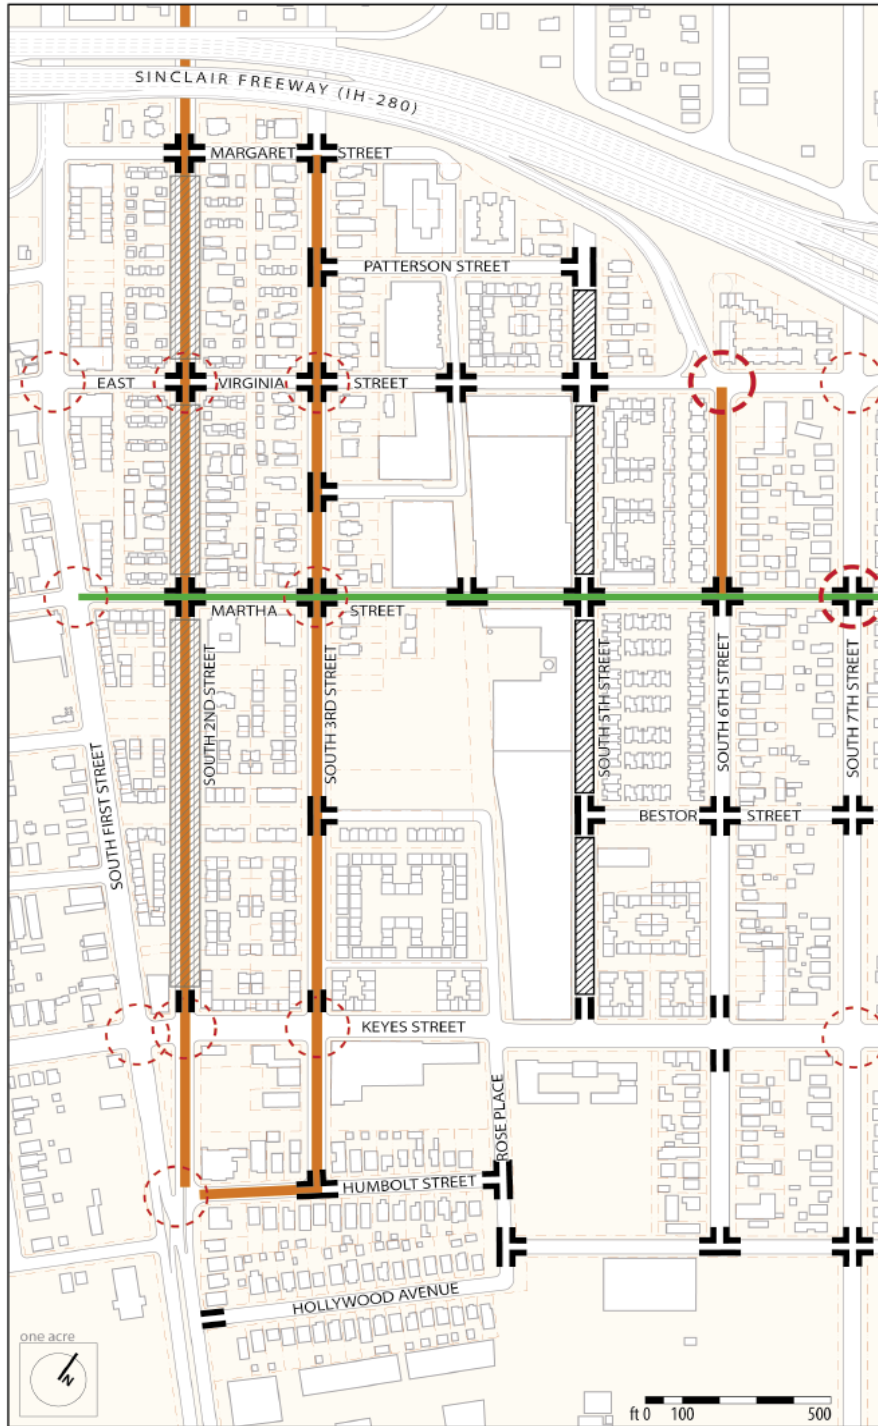 SINCLAIR FREEWAY (IH-280)
MARGARET STREET
PATTERSON STREET
EAST VIRGINIA STREET
MARTHA STREET
SOUTH 2ND STREET
SOUTH 3RD STREET
SOUTH 5TH STREET
SOUTH 6TH STREET
SOUTH 7TH STREET
SOUTH FIRST STREET
BESTOR STREET
KEYES STREET
ROSE PLACE
HUMBOLT STREET
HOLLYWOOD AVENUE
one acre
N
ft 0 100 500